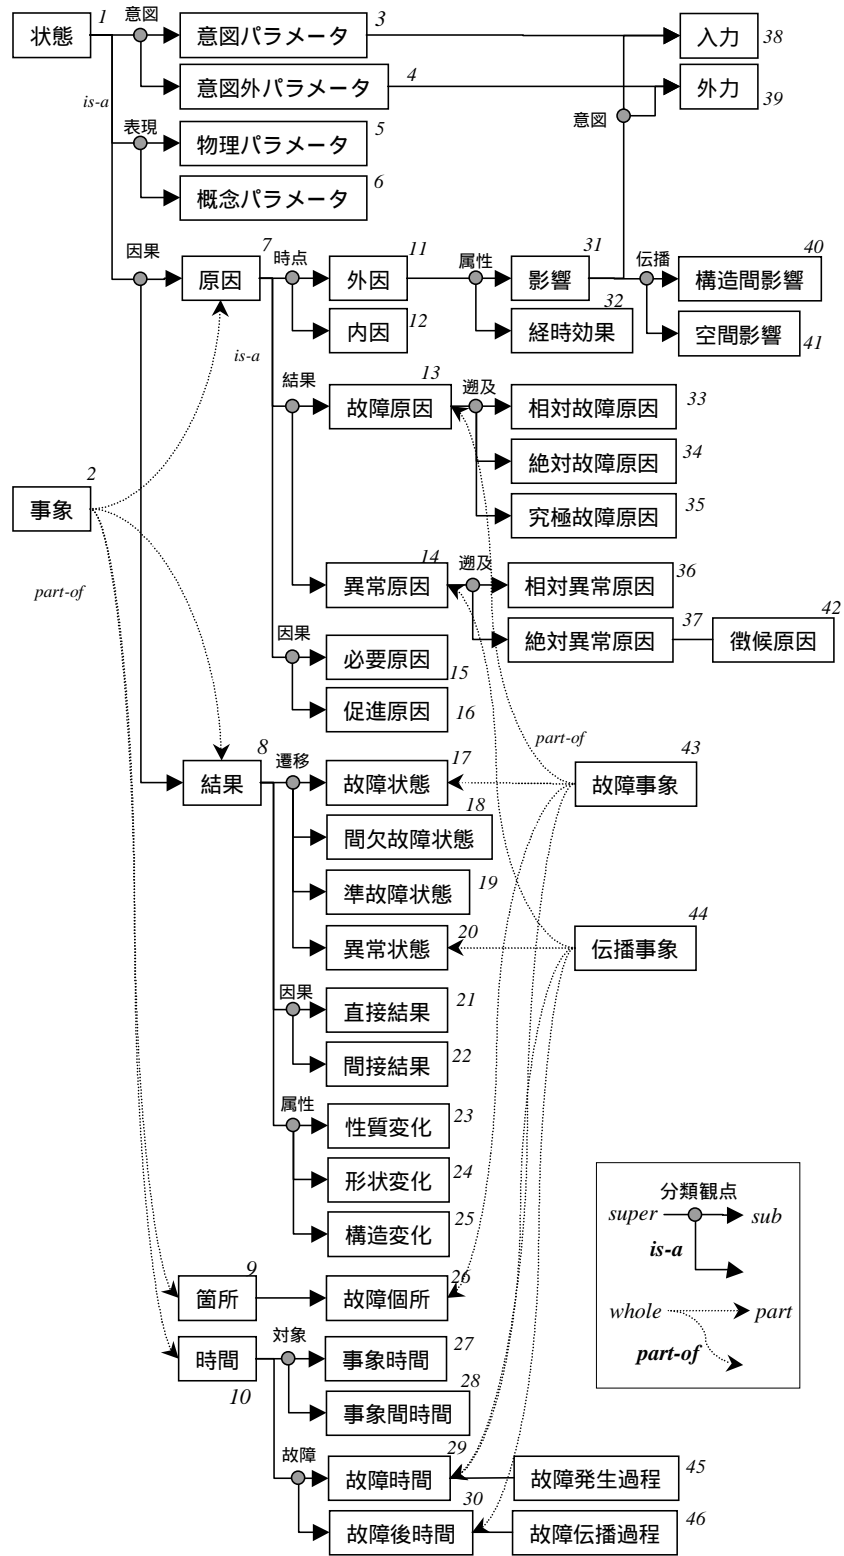 状態
1
意図
意図パラメータ
3
入力
38
意図外パラメータ
4
外力
39
is-a
意図
表現
物理パラメータ
5
概念パラメータ
6
因果
原因
7
時点
外因
11
属性
影響
31
伝播
構造間影響
40
内因
12
経時効果
32
空間影響
41
is-a
結果
故障原因
13
遡及
相対故障原因
33
絶対故障原因
34
究極故障原因
35
事象
2
part-of
異常原因
14
遡及
相対異常原因
36
絶対異常原因
37
徴候原因
42
因果
必要原因
15
促進原因
16
結果
8
遷移
故障状態
17
part-of
故障事象
43
間欠故障状態
18
準故障状態
19
異常状態
20
伝播事象
44
因果
直接結果
21
間接結果
22
属性
性質変化
23
形状変化
24
構造変化
25
箇所
9
故障個所
26
時間
10
対象
事象時間
27
事象間時間
28
故障
故障時間
29
故障発生過程
45
故障後時間
30
故障伝播過程
46
分類観点
super
sub
is-a
whole
part
part-of